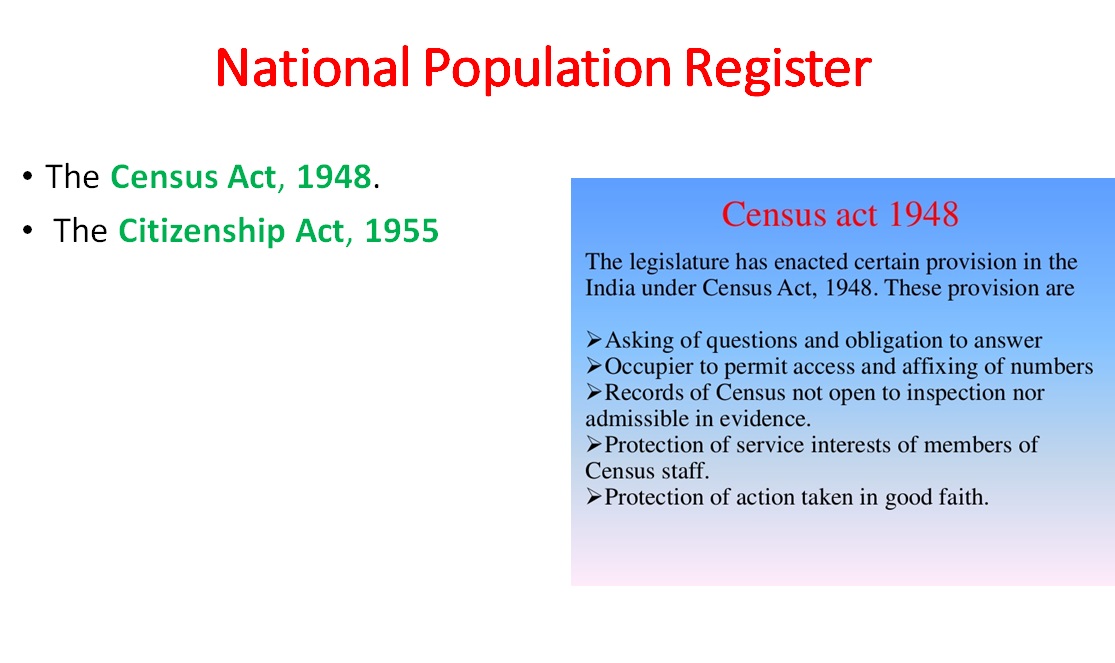 National Population Register
• The Census Act, 1948.
• The Citizenship Act, 1955
Census act 1948
The legislature has enacted certain provision in the
India under Census Act, 1948. These provision are
➢Asking of questions and obligation to answer
➢Occupier to permit access and affixing of numbers
➢Records of Census not open to inspection nor
admissible in evidence.
➢Protection of service interests of members of
Census staff.
➢Protection of action taken in good faith.